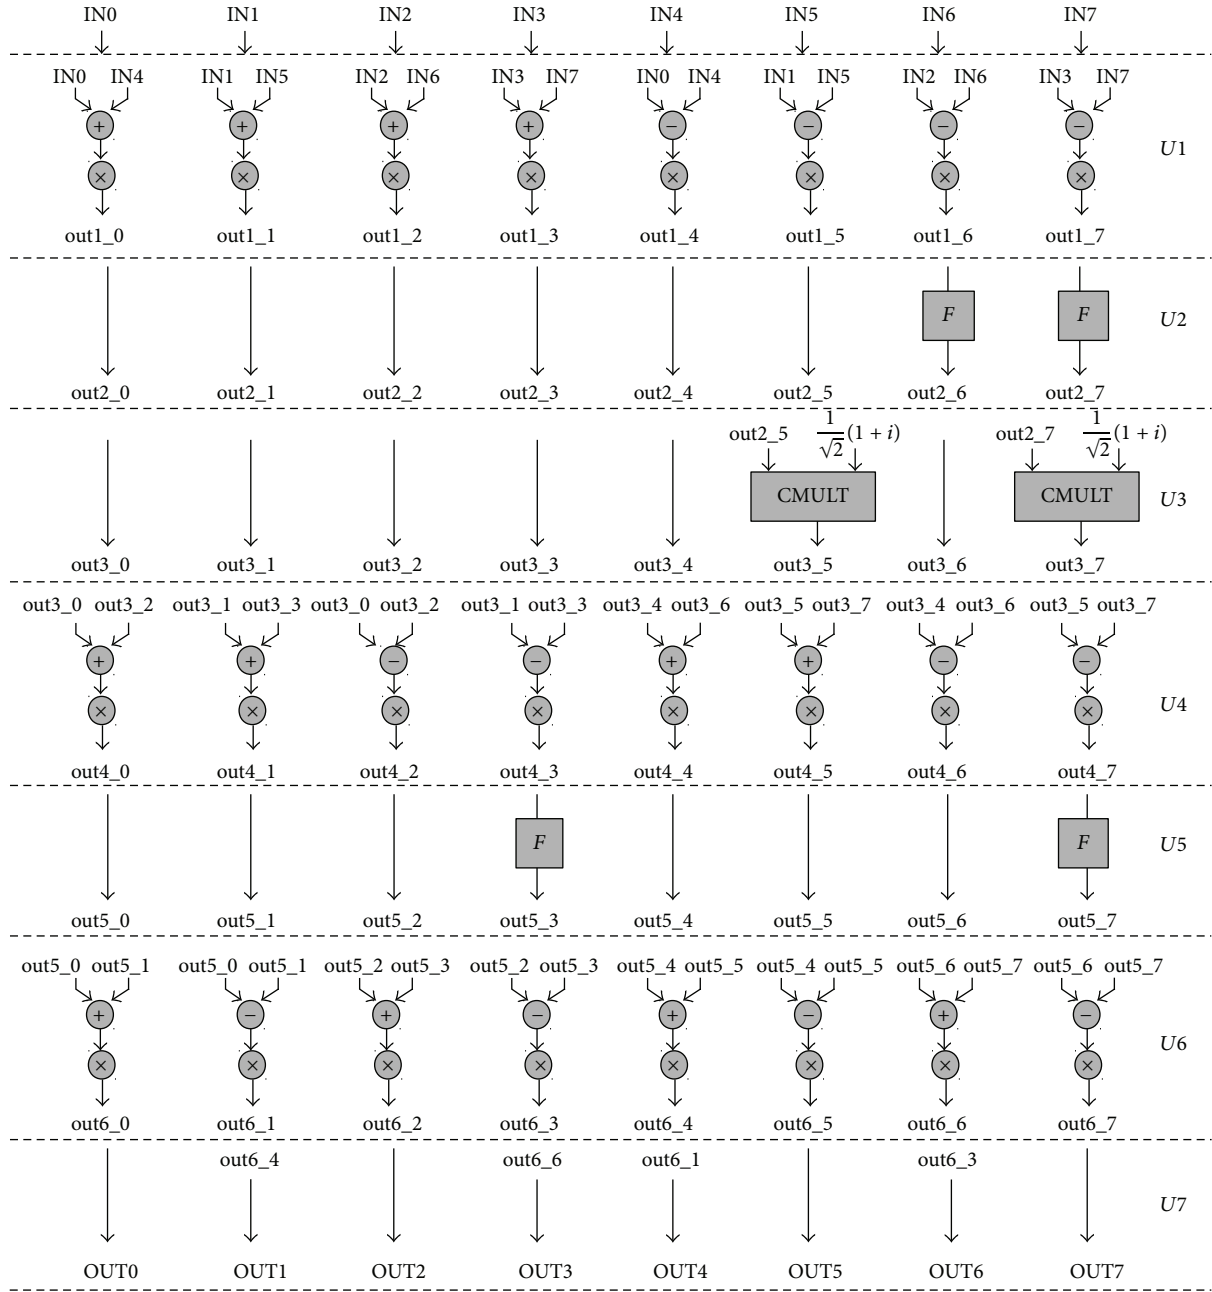 IN0 IN1 IN2 IN3 IN4 IN5 IN6 IN7
IN0 IN4 IN1 IN5 IN2 IN6 IN3 IN7 IN0 IN4 IN1 IN5 IN2 IN6 IN3 IN7
+ + + + − − − −
U1
× × × × × × × ×
out1_0 out1_1 out1_2 out1_3 out1_4 out1_5 out1_6 out1_7
F F U2
out2_0 out2_1 out2_2 out2_3 out2_4 out2_5 out2_6 out2_7
out2_5 1/√2 (1 + i) out2_7 1/√2 (1 + i)
CMULT CMULT U3
out3_0 out3_1 out3_2 out3_3 out3_4 out3_5 out3_6 out3_7
out3_0 out3_2 out3_1 out3_3 out3_0 out3_2 out3_1 out3_3 out3_4 out3_6 out3_5 out3_7 out3_4 out3_6 out3_5 out3_7
+ + − − + + − −
× × × × × × × × U4
out4_0 out4_1 out4_2 out4_3 out4_4 out4_5 out4_6 out4_7
F F U5
out5_0 out5_1 out5_2 out5_3 out5_4 out5_5 out5_6 out5_7
out5_0 out5_1 out5_0 out5_1 out5_2 out5_3 out5_2 out5_3 out5_4 out5_5 out5_4 out5_5 out5_6 out5_7 out5_6 out5_7
+ − + − + − + −
U6
× × × × × × × ×
out6_0 out6_1 out6_2 out6_3 out6_4 out6_5 out6_6 out6_7
out6_4 out6_6 out6_1 out6_3
U7
OUT0 OUT1 OUT2 OUT3 OUT4 OUT5 OUT6 OUT7